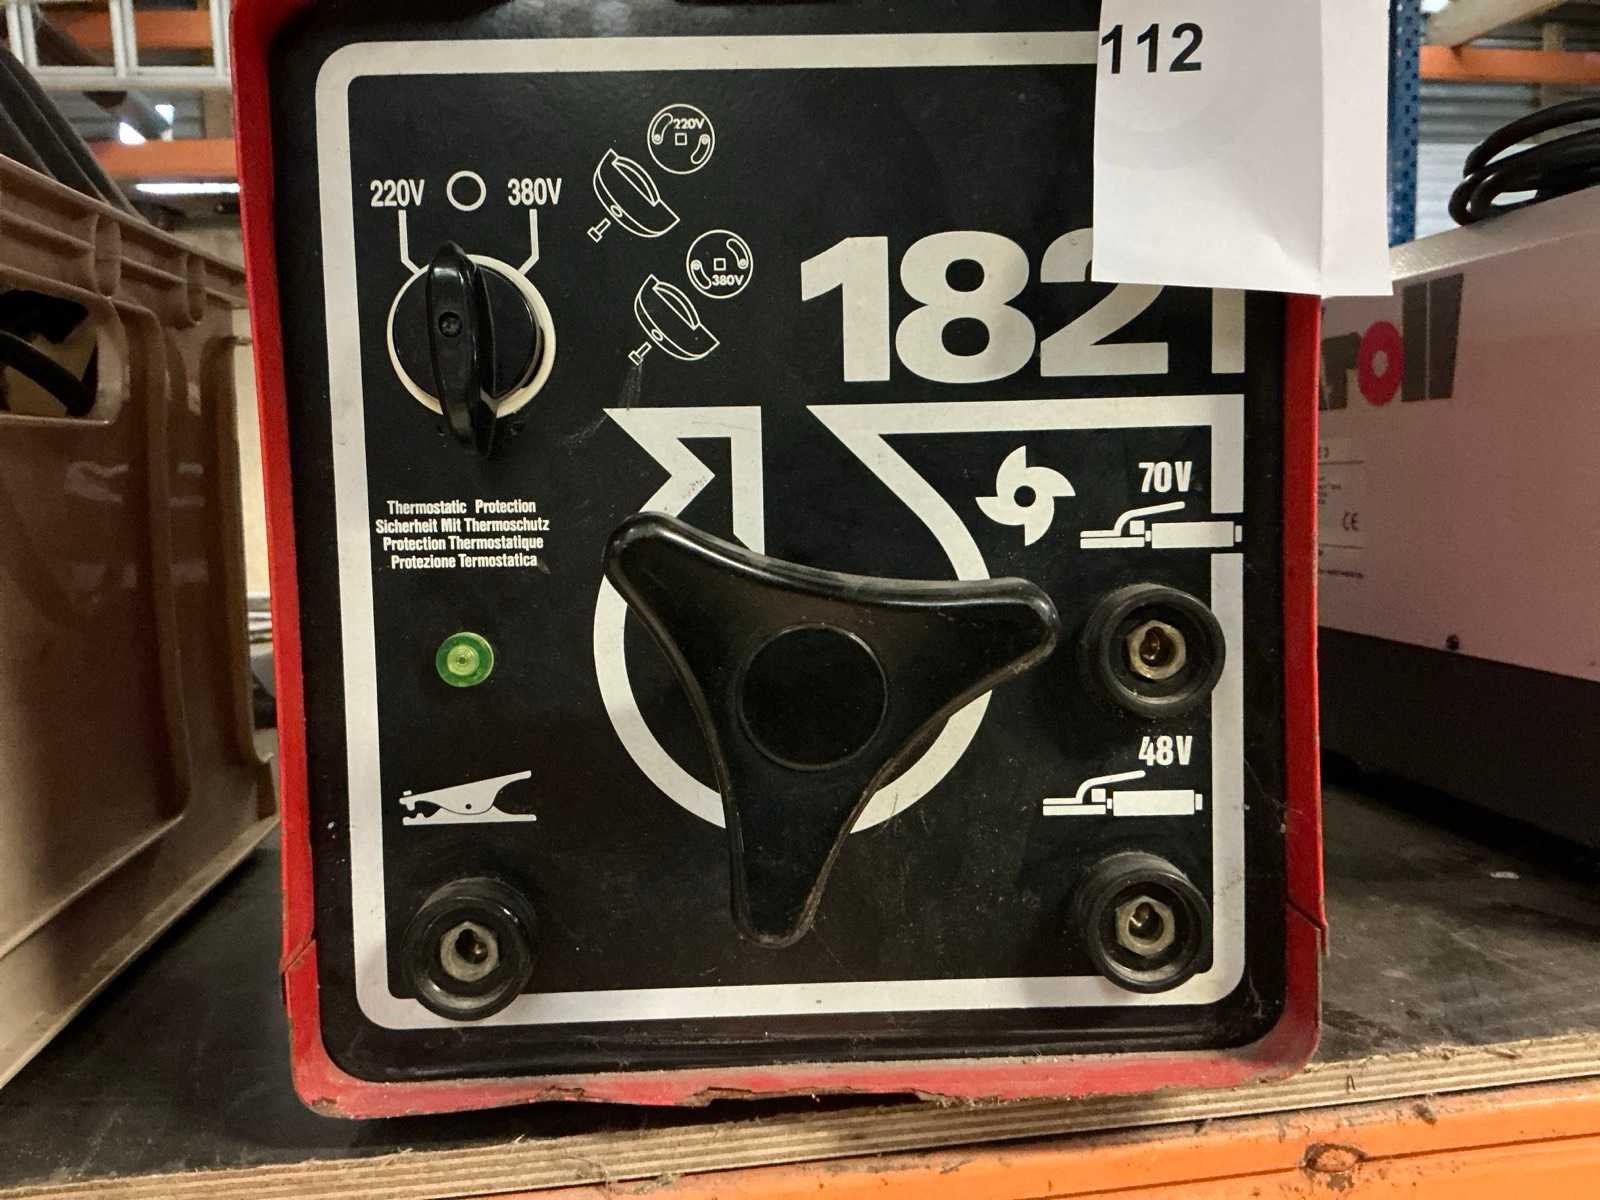 112
220V
220V 380V
380V
182
70V
Thermostatic Protection
Sicherheit Mit Thermoschutz
Protection Thermostatique
Protezione Termostatica
48V
CE